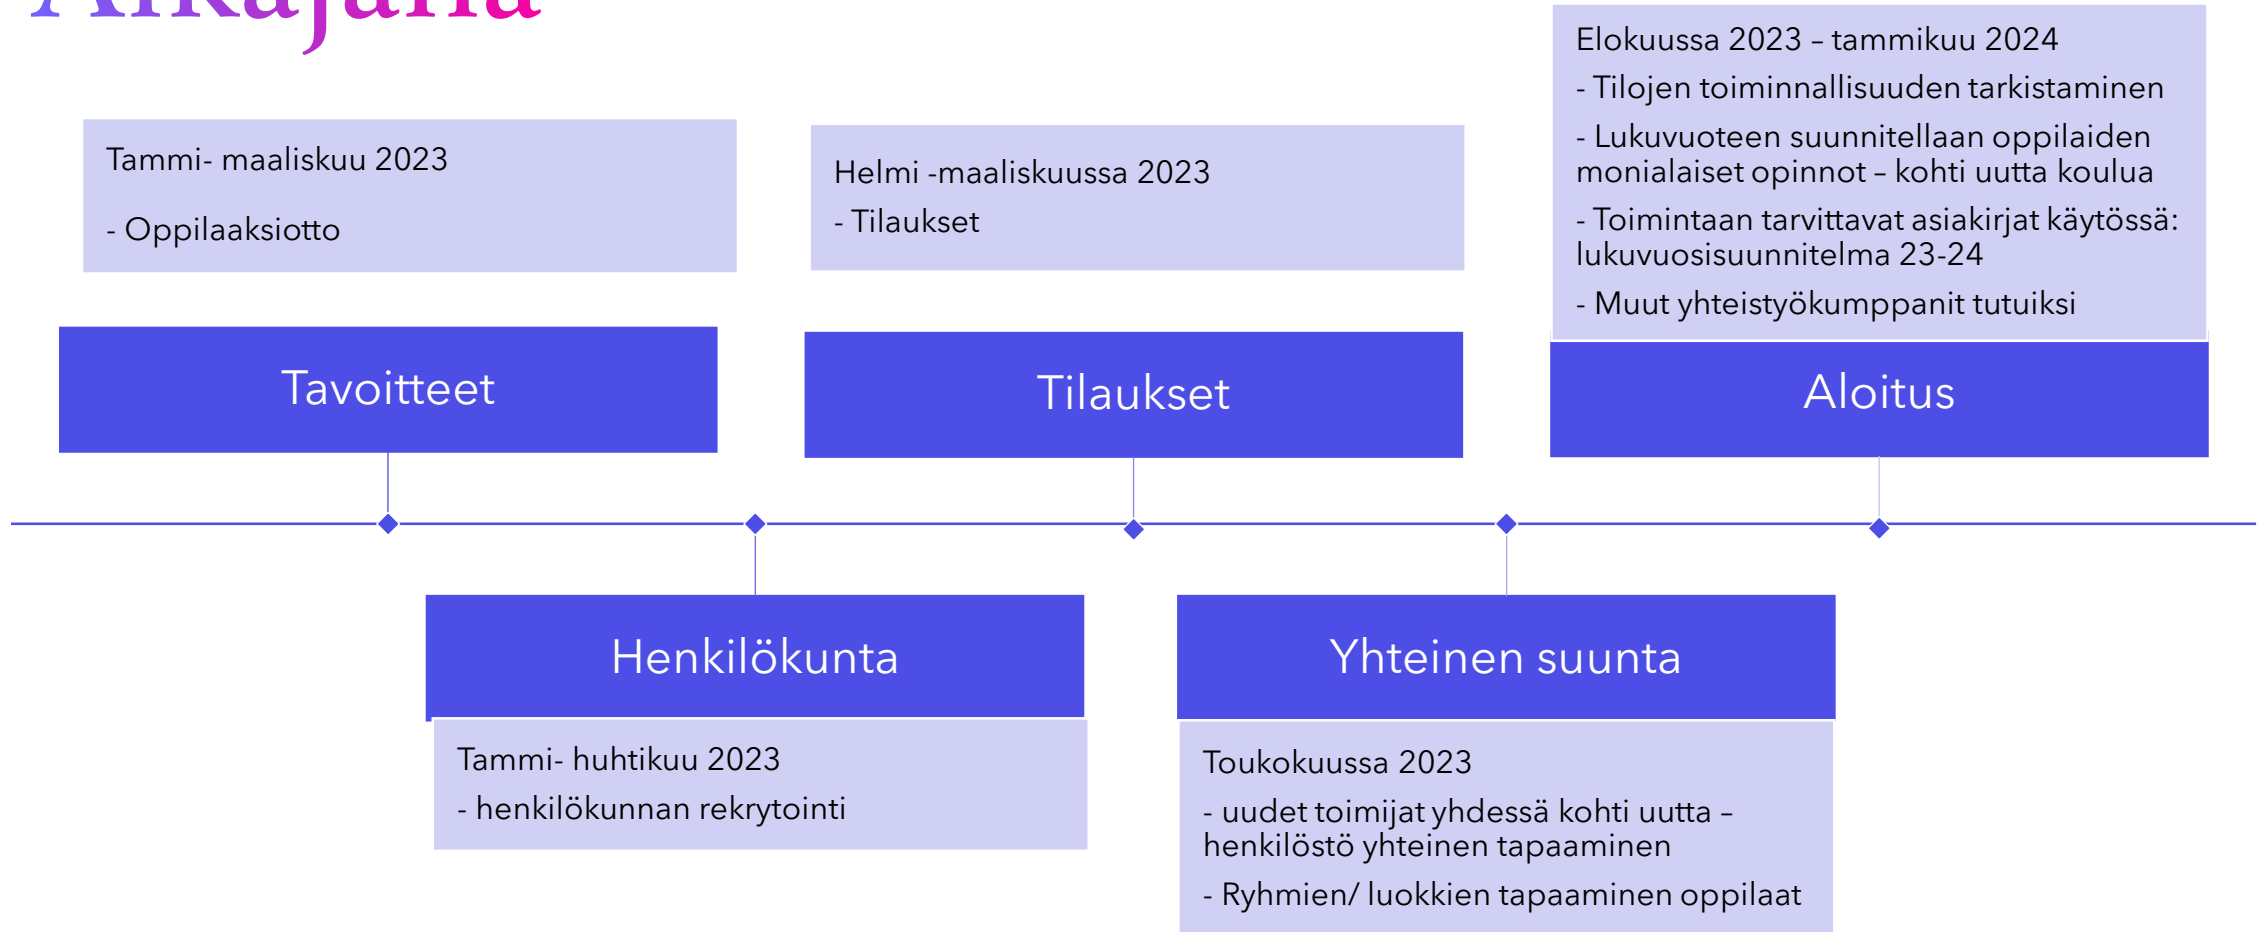 Aikajana
Tammi- maaliskuu 2023
- Oppilaaksiotto
Tavoitteet
Tammi- huhtikuu 2023
- henkilökunnan rekrytointi
Henkilökunta
Helmi -maaliskuussa 2023
- Tilaukset
Tilaukset
Yhteinen suunta
Toukokuussa 2023
- uudet toimijat yhdessä kohti uutta –
henkilöstö yhteinen tapaaminen
- Ryhmien/ luokkien tapaaminen oppilaat
Elokuussa 2023 – tammikuu 2024
- Tilojen toiminnallisuuden tarkistaminen
- Lukuvuoteen suunnitellaan oppilaiden
monialaiset opinnot – kohti uutta koulua
- Toimintaan tarvittavat asiakirjat käytössä:
lukuvuosisuunnitelma 23-24
- Muut yhteistyökumppanit tutuiksi
Aloitus